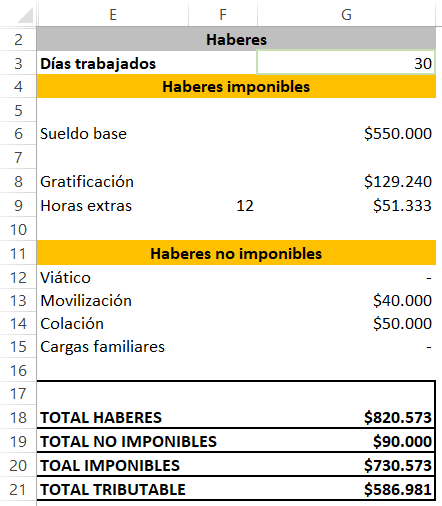 E F G
2 Haberes
3 Días trabajados 30
4 Haberes imponibles
5
6 Sueldo base $550.000
7
8 Gratificación $129.240
9 Horas extras 12 $51.333
10
11 Haberes no imponibles
12 Viático -
13 Movilización $40.000
14 Colación $50.000
15 Cargas familiares -
16
17
18 TOTAL HABERES $820.573
19 TOTAL NO IMPONIBLES $90.000
20 TOAL IMPONIBLES $730.573
21 TOTAL TRIBUTABLE $586.981